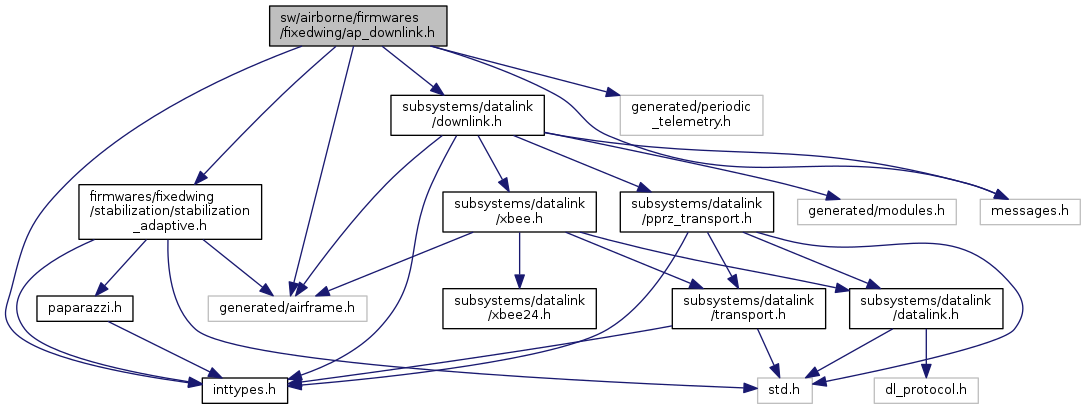 sw/airborne/firmwares
/fixedwing/ap_downlink.h
subsystems/datalink
/downlink.h
generated/periodic
_telemetry.h
firmwares/fixedwing
/stabilization/stabilization
_adaptive.h
subsystems/datalink
/xbee.h
subsystems/datalink
/pprz_transport.h
generated/modules.h
messages.h
paparazzi.h
generated/airframe.h
subsystems/datalink
/xbee24.h
subsystems/datalink
/transport.h
subsystems/datalink
/datalink.h
inttypes.h
std.h
dl_protocol.h